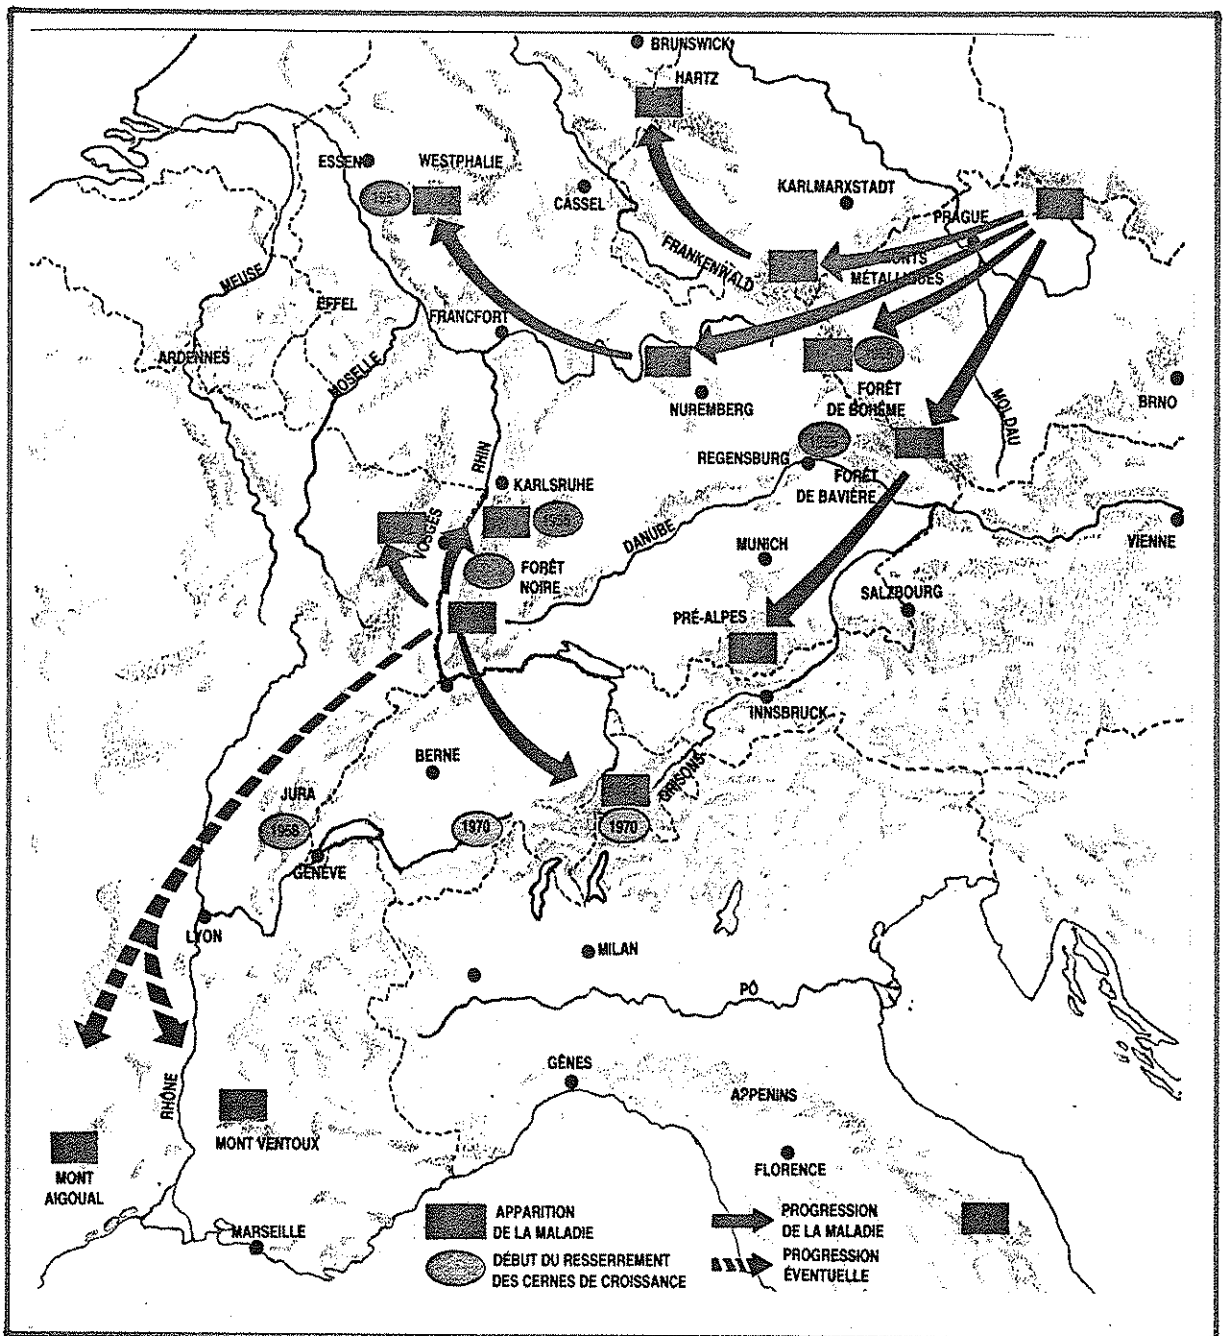 BRUNSWICK
HARTZ
ESSEN
WESTPHALIE
CASSEL
KARLMARXSTADT
PRAGUE
FRANKENWALD
MÉTALLIQUES
MEUSE
EFFEL
FRANCFORT
ARDENNES
MOSELLE
NUREMBERG
FORÊT
DE BOHÊME
MOLDAU
BRNO
RHIN
REGENSBURG
FORÊT
DE BAVIÈRE
KARLSRUHE
VOSGES
DANUBE
MUNICH
VIENNE
FORÊT
NOIRE
SALZBOURG
PRÉ-ALPES
INNSBRUCK
BERNE
GRISONS
JURA
1970
1970
GENÈVE
LYON
MILAN
PÔ
GÊNES
RHÔNE
APPENINS
MONT VENTOUX
MONT
AIGOUAL
FLORENCE
MARSEILLE
APPARITION
DE LA MALADIE
DÉBUT DU RESSERREMENT
DES CERNES DE CROISSANCE
PROGRESSION
DE LA MALADIE
PROGRESSION
ÉVENTUELLE